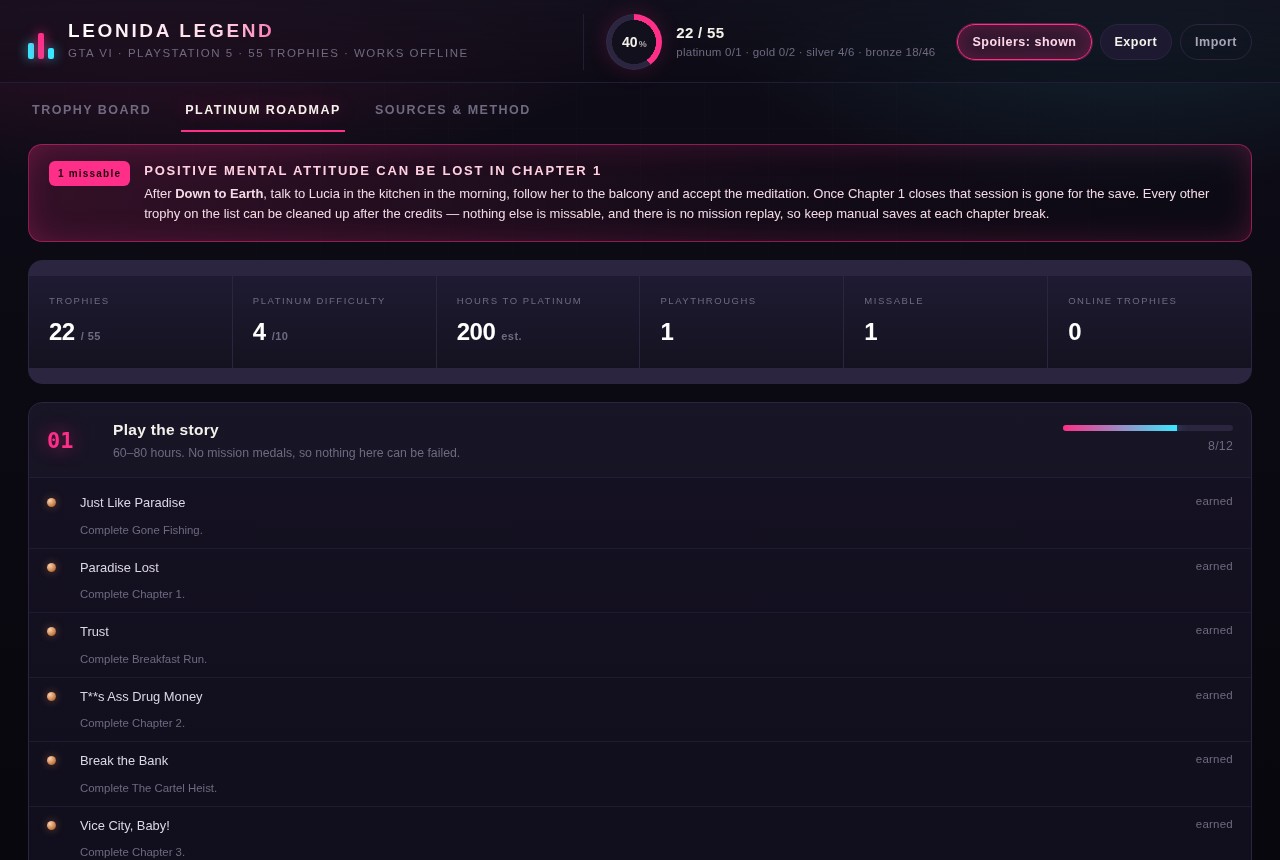 LEONIDA LEGEND
GTA VI · PLAYSTATION 5 · 55 TROPHIES · WORKS OFFLINE
40%
22 / 55
platinum 0/1 · gold 0/2 · silver 4/6 · bronze 18/46
Spoilers: shown
Export
Import
TROPHY BOARD
PLATINUM ROADMAP
SOURCES & METHOD
1 missable
POSITIVE MENTAL ATTITUDE CAN BE LOST IN CHAPTER 1
After Down to Earth, talk to Lucia in the kitchen in the morning, follow her to the balcony and accept the meditation. Once Chapter 1 closes that session is gone for the save. Every other
trophy on the list can be cleaned up after the credits — nothing else is missable, and there is no mission replay, so keep manual saves at each chapter break.
TROPHIES
22 / 55
PLATINUM DIFFICULTY
4 /10
HOURS TO PLATINUM
200 est.
PLAYTHROUGHS
1
MISSABLE
1
ONLINE TROPHIES
0
01
Play the story
60–80 hours. No mission medals, so nothing here can be failed.
8/12
Just Like Paradise
earned
Complete Gone Fishing.
Paradise Lost
earned
Complete Chapter 1.
Trust
earned
Complete Breakfast Run.
T**s Ass Drug Money
earned
Complete Chapter 2.
Break the Bank
earned
Complete The Cartel Heist.
Vice City, Baby!
earned
Complete Chapter 3.